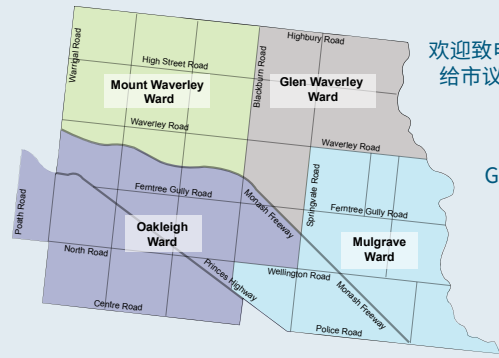 Highbury Road
Warrigal Road
High Street Road
Blackburn Road
Mount Waverley
Ward
Glen Waverley
Ward
Waverley Road
Waverley Road
Springvale Road
Poath Road
Ferntree Gully Road
Monash Freeway
Ferntree Gully Road
Oakleigh
Ward
Mulgrave
Ward
North Road
Princes Highway
Wellington Road
Monash Freeway
Centre Road
Police Road
欢迎致
给市议
G